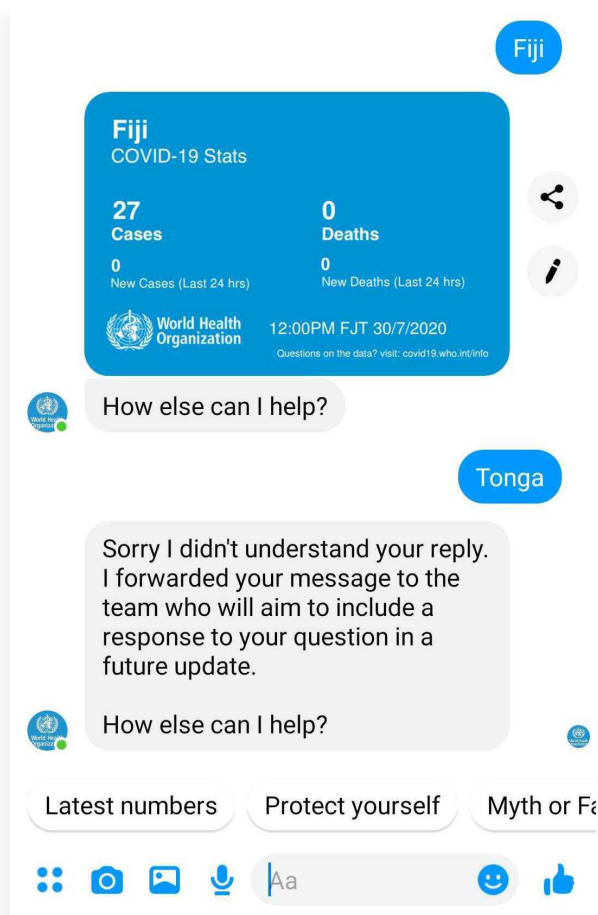 Fiji
Fiji
COVID-19 Stats
27
Cases
0
Deaths
0
New Cases (Last 24 hrs)
0
New Deaths (Last 24 hrs)
World Health
Organization
12:00PM FJT 30/7/2020
Questions on the data? visit: covid19.who.int/info
How else can I help?
Tonga
Sorry I didn't understand your reply.
I forwarded your message to the
team who will aim to include a
response to your question in a
future update.
How else can I help?
Latest numbers
Protect yourself
Myth or Fa
Aa